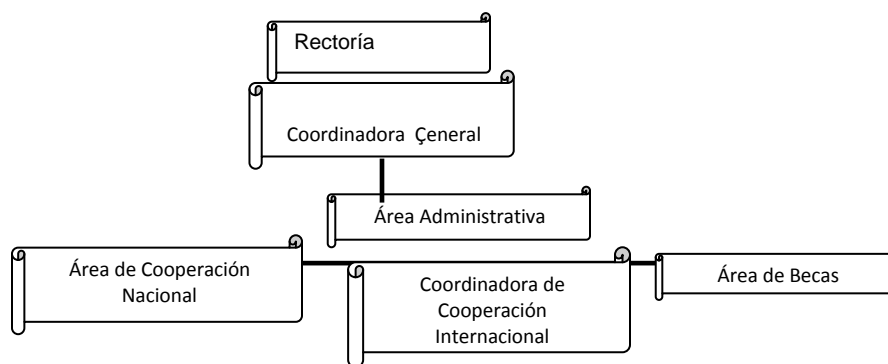 Rectoría
Coordinadora Çeneral
Área Administrativa
Área de Cooperación
Nacional
Coordinadora de
Cooperación
Internacional
Área de Becas